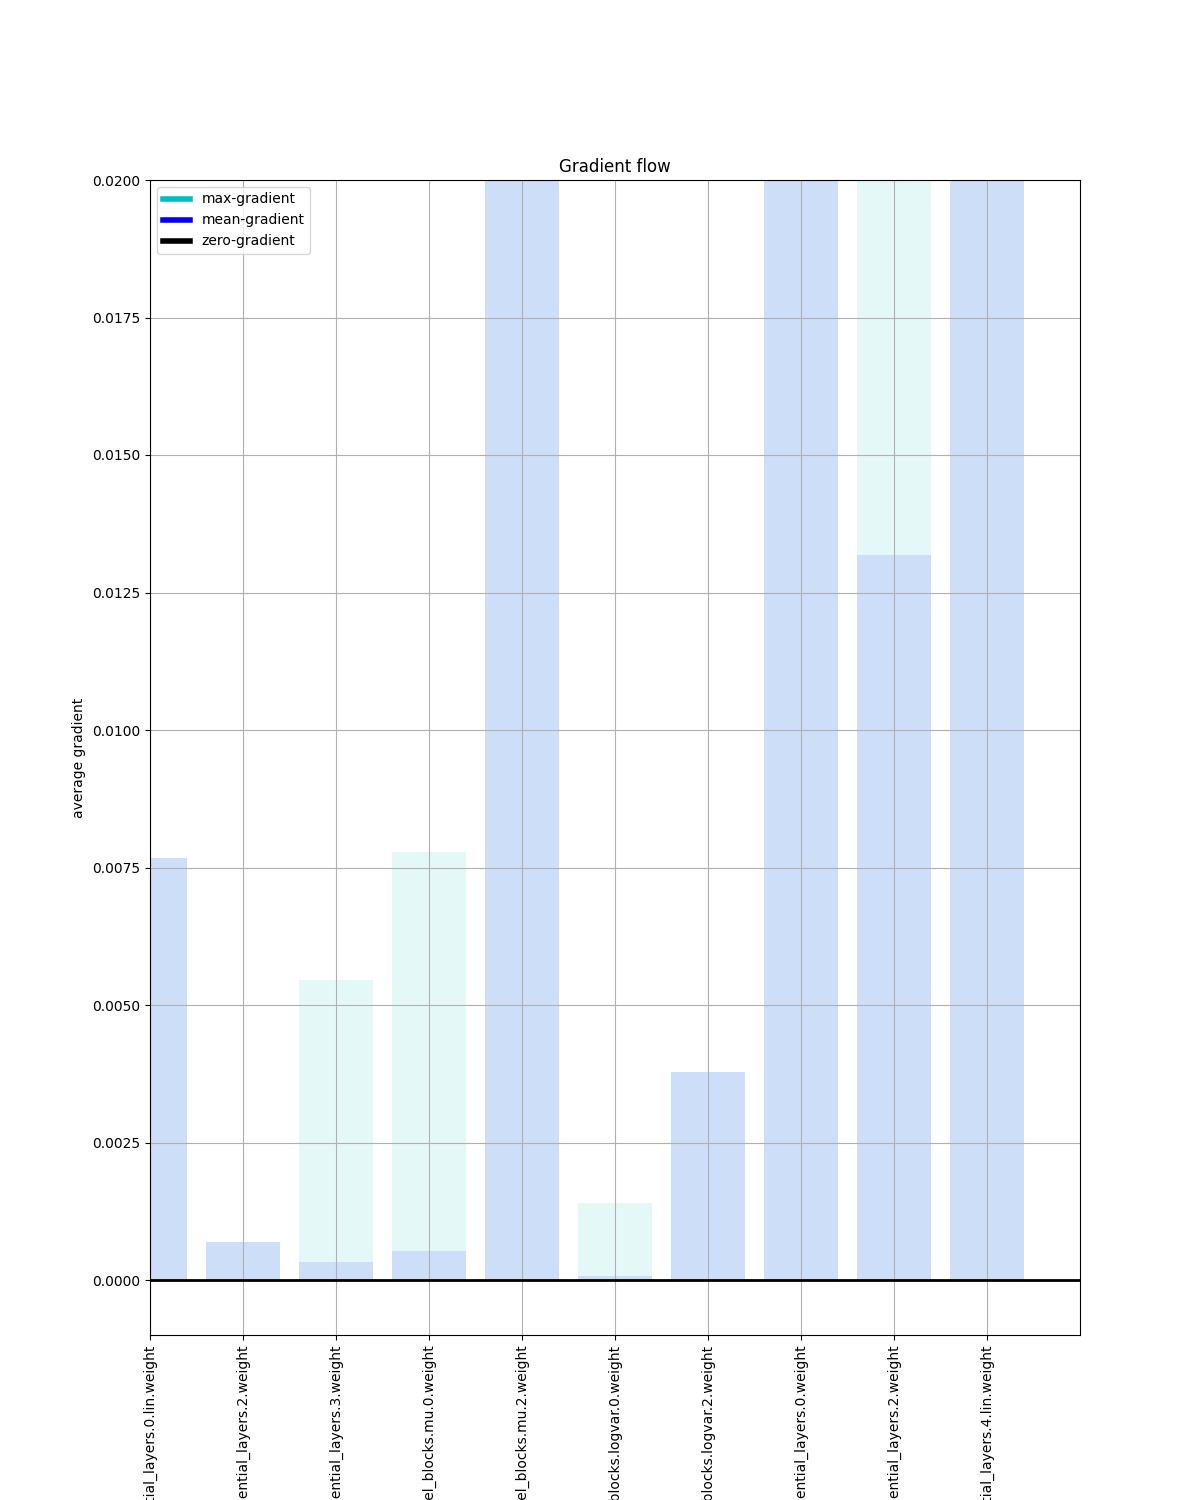 Gradient flow
max-gradient
mean-gradient
zero-gradient
0.0200
0.0175
0.0150
0.0125
0.0100
0.0075
0.0050
0.0025
0.0000
average gradient
tial_layers.0.lin.weight
ential_layers.2.weight
ential_layers.3.weight
el_blocks.mu.0.weight
el_blocks.mu.2.weight
blocks.logvar.0.weight
blocks.logvar.2.weight
ential_layers.0.weight
ential_layers.2.weight
tial_layers.4.lin.weight